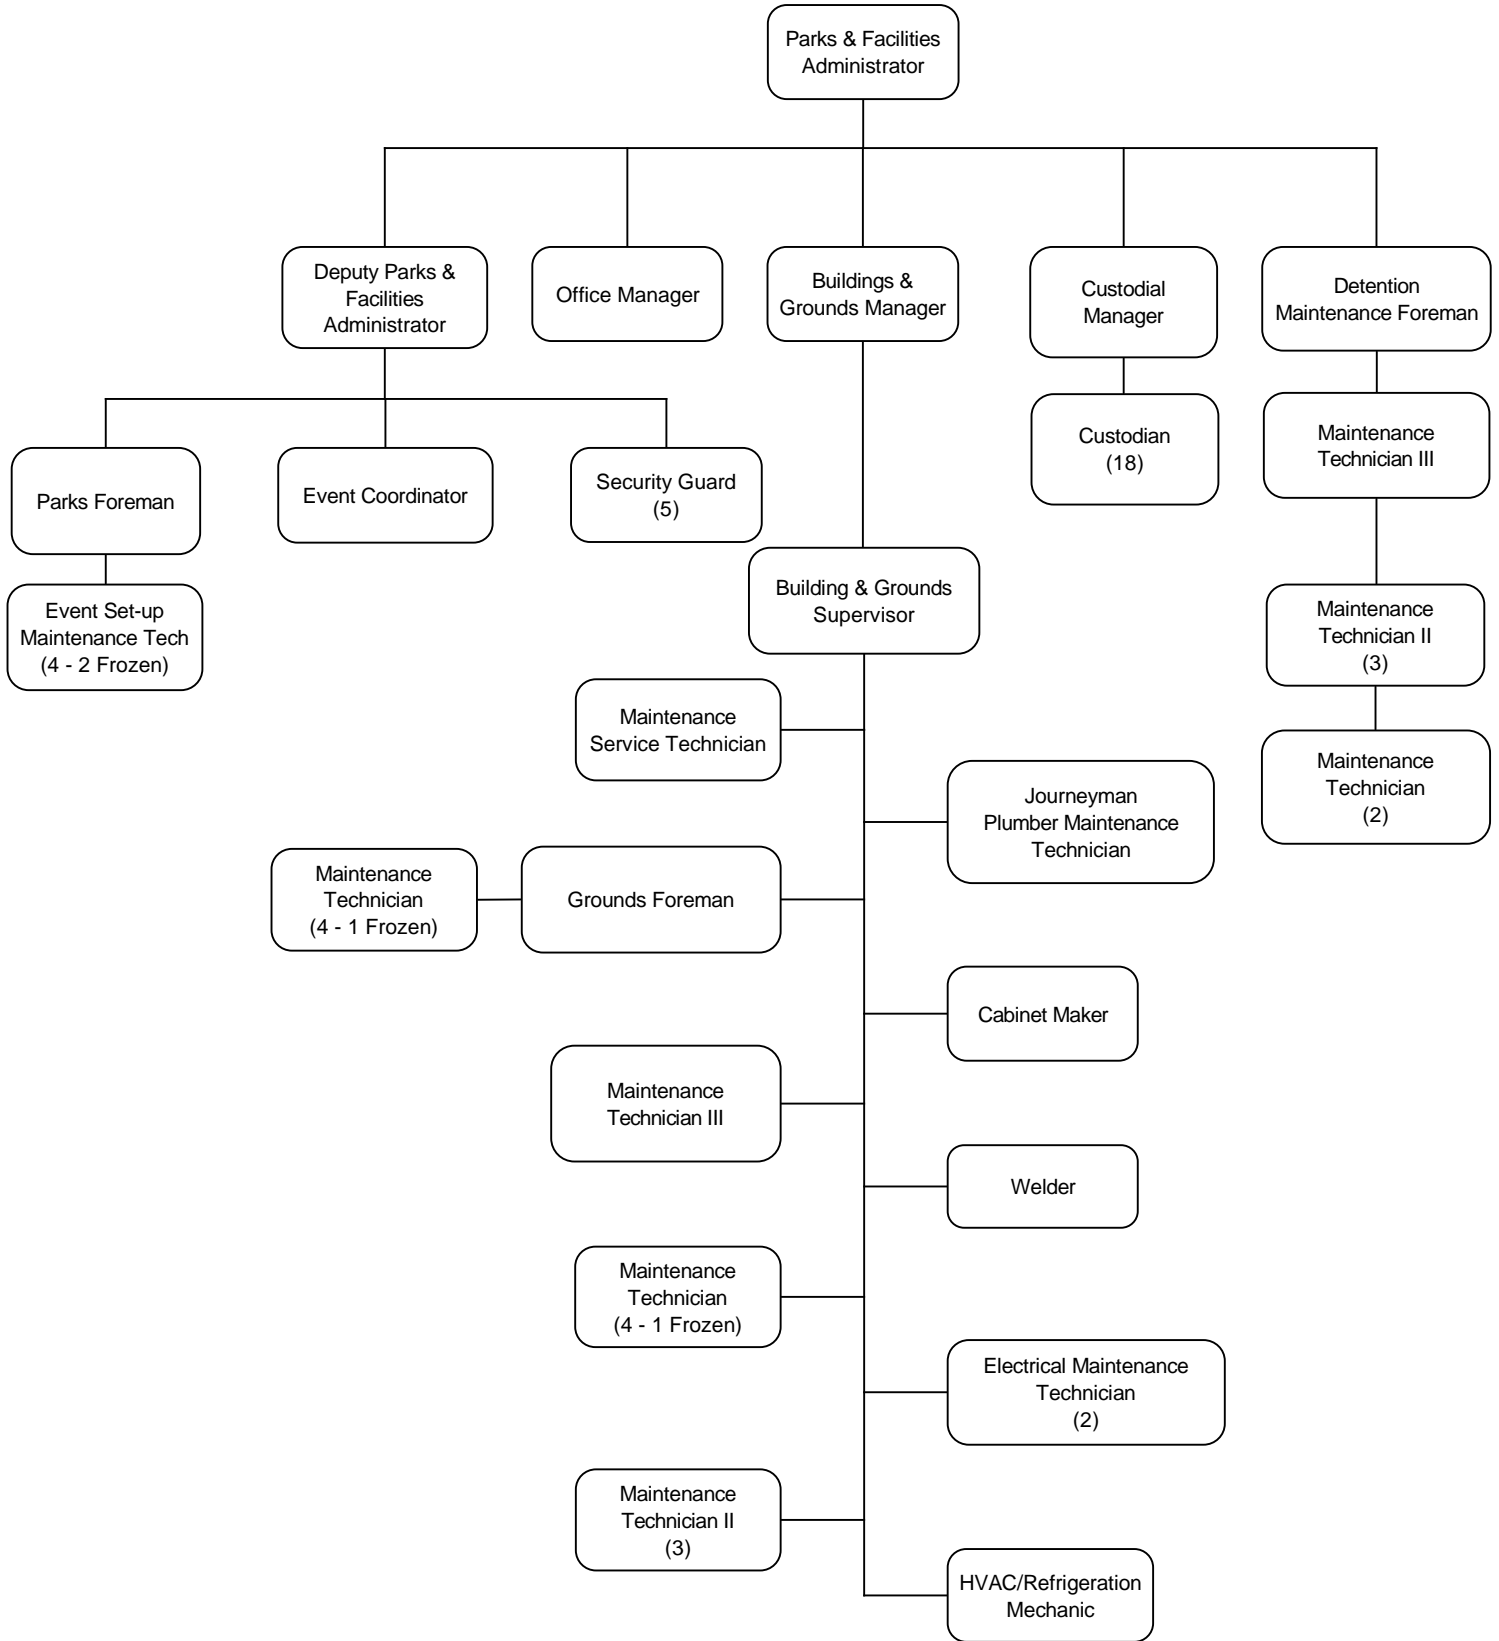 Parks & Facilities
Administrator
Deputy Parks &
Facilities
Administrator
Office Manager
Buildings &
Grounds Manager
Custodial
Manager
Detention
Maintenance Foreman
Parks Foreman
Event Coordinator
Security Guard
(5)
Custodian
(18)
Maintenance
Technician III
Event Set-up
Maintenance Tech
(4 - 2 Frozen)
Building & Grounds
Supervisor
Maintenance
Technician II
(3)
Maintenance
Service Technician
Journeyman
Plumber Maintenance
Technician
Maintenance
Technician
(2)
Maintenance
Technician
(4 - 1 Frozen)
Grounds Foreman
Cabinet Maker
Maintenance
Technician III
Welder
Maintenance
Technician
(4 - 1 Frozen)
Electrical Maintenance
Technician
(2)
Maintenance
Technician II
(3)
HVAC/Refrigeration
Mechanic